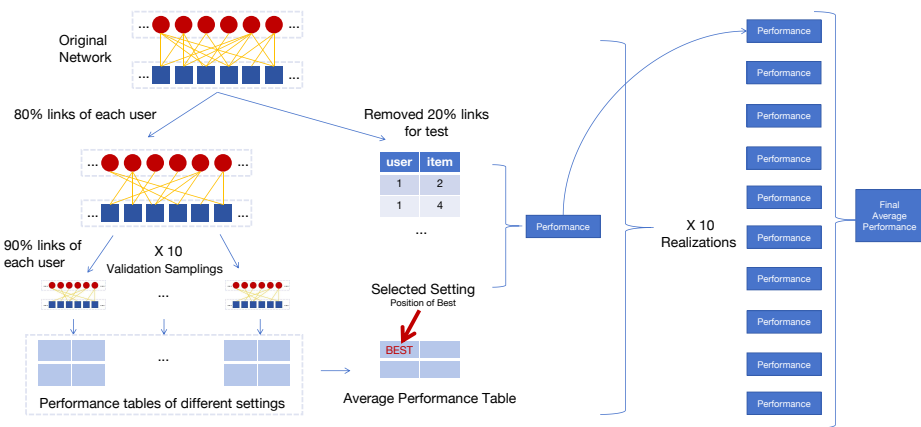 ...
...
Original
Network
...
...
80% links of each user
Removed 20% links
for test
...
...
user item
1 2
1 4
...
...
...
Performance
90% links of
each user
X 10
Validation Samplings
...
Selected Setting
Position of Best
...
BEST
Performance tables of different settings
Average Performance Table
X 10
Realizations
Performance
Performance
Performance
Performance
Performance
Performance
Performance
Performance
Performance
Performance
Final
Average
Performance